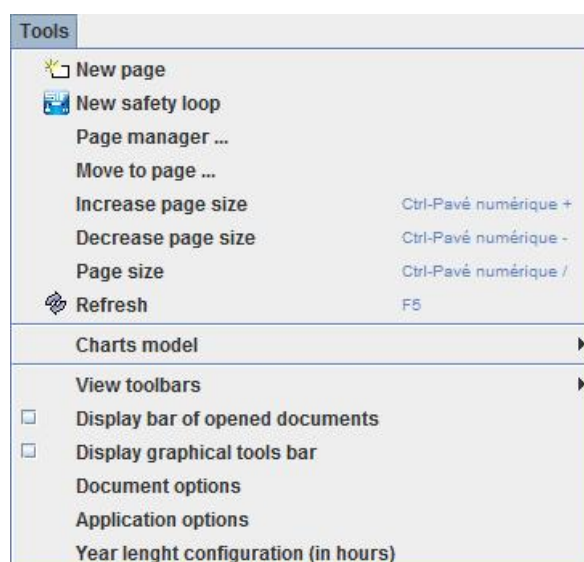 Tools
New page
New safety loop
Page manager ...
Move to page ...
Increase page size Ctrl-Pavé numérique +
Decrease page size Ctrl-Pavé numérique -
Page size Ctrl-Pavé numérique /
Refresh F5
Charts model
View toolbars
Display bar of opened documents
Display graphical tools bar
Document options
Application options
Year lenght configuration (in hours)